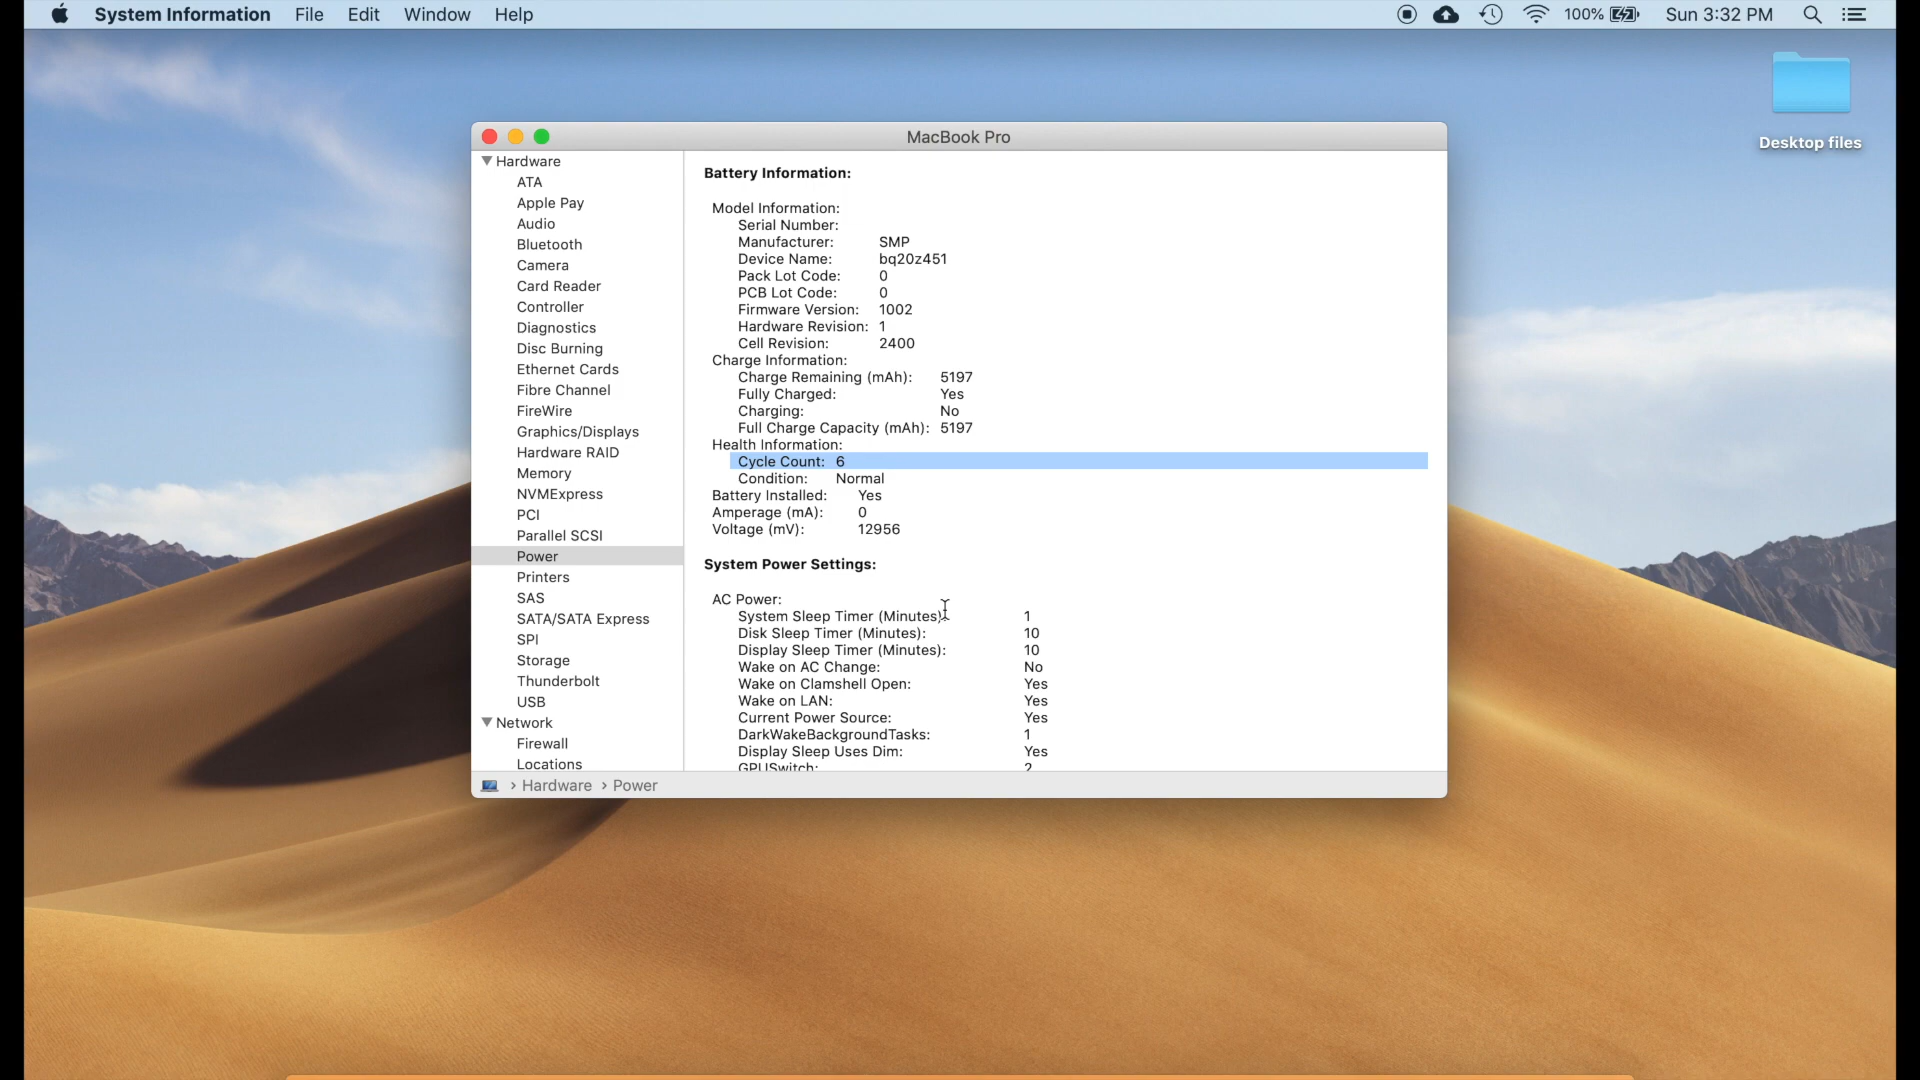 System Information File Edit Window Help 100% Sun 3:32 PM
Desktop files
MacBook Pro
Hardware
ATA
Apple Pay
Audio
Bluetooth
Camera
Card Reader
Controller
Diagnostics
Disc Burning
Ethernet Cards
Fibre Channel
FireWire
Graphics/Displays
Hardware RAID
Memory
NVMExpress
PCI
Parallel SCSI
Power
Printers
SAS
SATA/SATA Express
SPI
Storage
Thunderbolt
USB
Network
Firewall
Locations
Battery Information:
Model Information:
Serial Number:
Manufacturer: SMP
Device Name: bq20z451
Pack Lot Code: 0
PCB Lot Code: 0
Firmware Version: 1002
Hardware Revision: 1
Cell Revision: 2400
Charge Information:
Charge Remaining (mAh): 5197
Fully Charged: Yes
Charging: No
Full Charge Capacity (mAh): 5197
Health Information:
Cycle Count: 6
Condition: Normal
Battery Installed: Yes
Amperage (mA): 0
Voltage (mV): 12956
System Power Settings:
AC Power:
System Sleep Timer (Minutes): 1
Disk Sleep Timer (Minutes): 10
Display Sleep Timer (Minutes): 10
Wake on AC Change: No
Wake on Clamshell Open: Yes
Wake on LAN: Yes
Current Power Source: Yes
DarkWakeBackgroundTasks: 1
Display Sleep Uses Dim: Yes
GPUSwitch: 2
› Hardware › Power